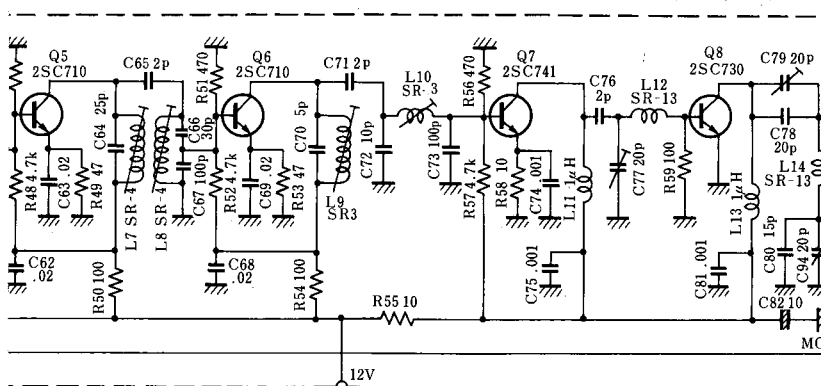 Q5
2SC710
C65 2p
R51 470
Q6
2SC710
C71 2p
L10
SR-3
R56 470
Q7
2SC741
C76
2p
L12
SR-13
Q8
2SC730
C79 20p
C64 25p
C66
30p
C70 5p
C72 10p
C73 100p
C78
20p
R48 4.7k
C63 .02
R49 47
L7 SR-4
L8 SR-4
C67 100p
R52 4.7k
C69 .02
R53 47
L9
SR3
R57 4.7k
R58 10
C74 .001
L11 1μH
C77 20p
R59 100
L13 1μH
L14
SR-13
C62
.02
R50 100
C68
.02
R54 100
C75 .001
C81 .001
C80 15p
C94 20p
R55 10
C82 10
12V